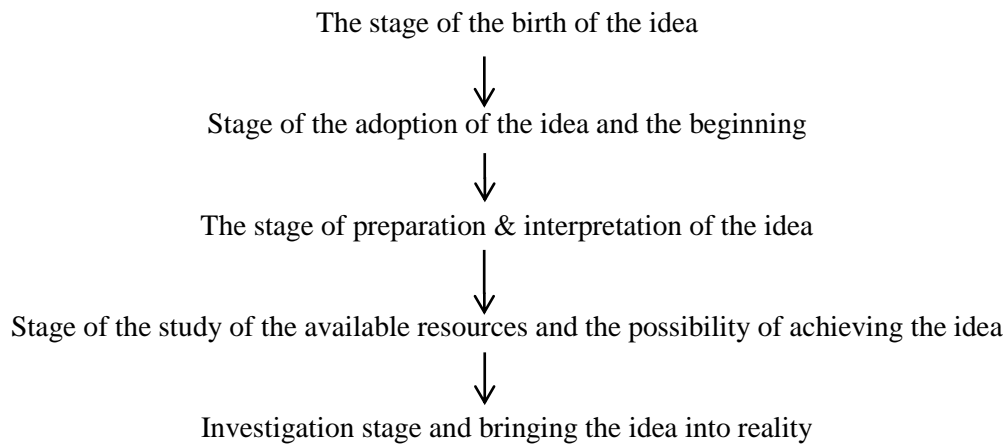 The stage of the birth of the idea
Stage of the adoption of the idea and the beginning
The stage of preparation & interpretation of the idea
Stage of the study of the available resources and the possibility of achieving the idea
Investigation stage and bringing the idea into reality